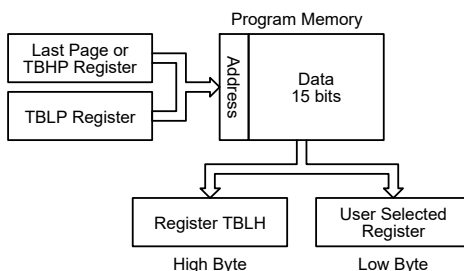 Program Memory
Last Page or
TBHP Register
TBLP Register
Address
Data
15 bits
Register TBLH
User Selected
Register
High Byte
Low Byte